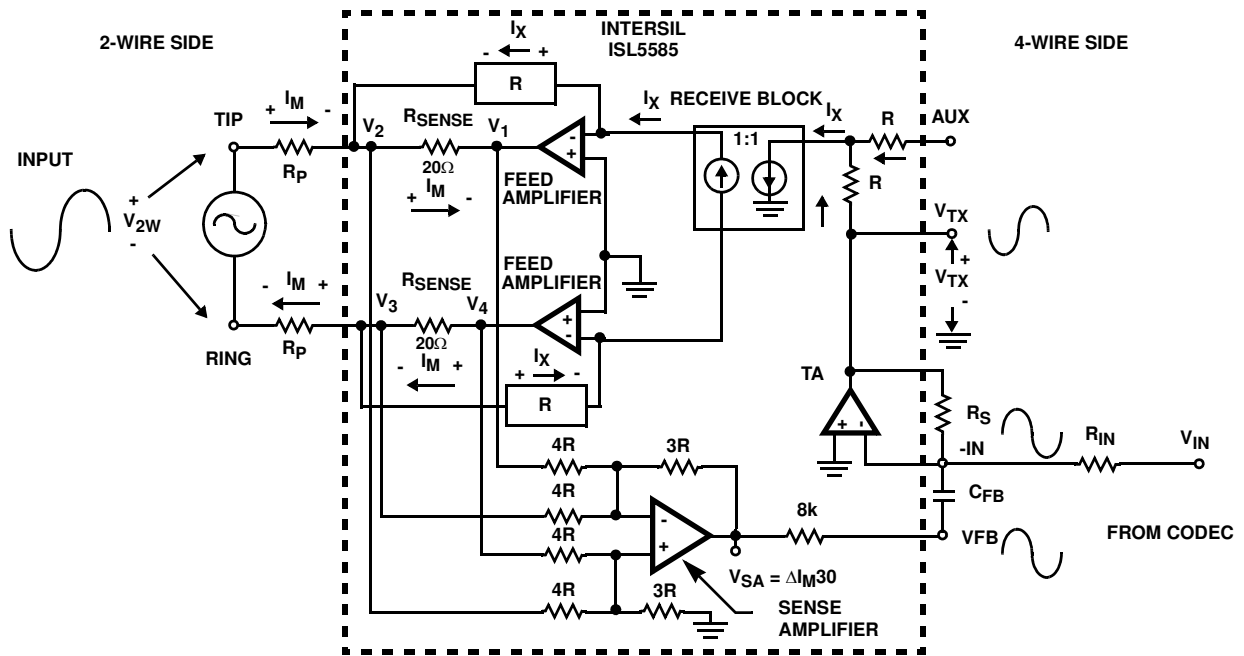 2-WIRE SIDE
INTERSIL
ISL5585
4-WIRE SIDE
IX
- +
R
IX
RECEIVE BLOCK
IX
1:1
R
AUX
R
+ IM -
TIP
RP
V2
RSENSE
V1
20Ω
+ IM -
- +
FEED
AMPLIFIER
INPUT
+
V2W
-
VTX
+
VTX
-
FEED
AMPLIFIER
- IM +
RING
RP
V3
RSENSE
V4
20Ω
- IM +
+ -
IX
+ -
R
TA
+ -
RS
-IN
RIN
VIN
CFB
VFB
FROM CODEC
4R
3R
4R
4R
4R
3R
-
+
8k
VSA = ΔIM30
SENSE
AMPLIFIER